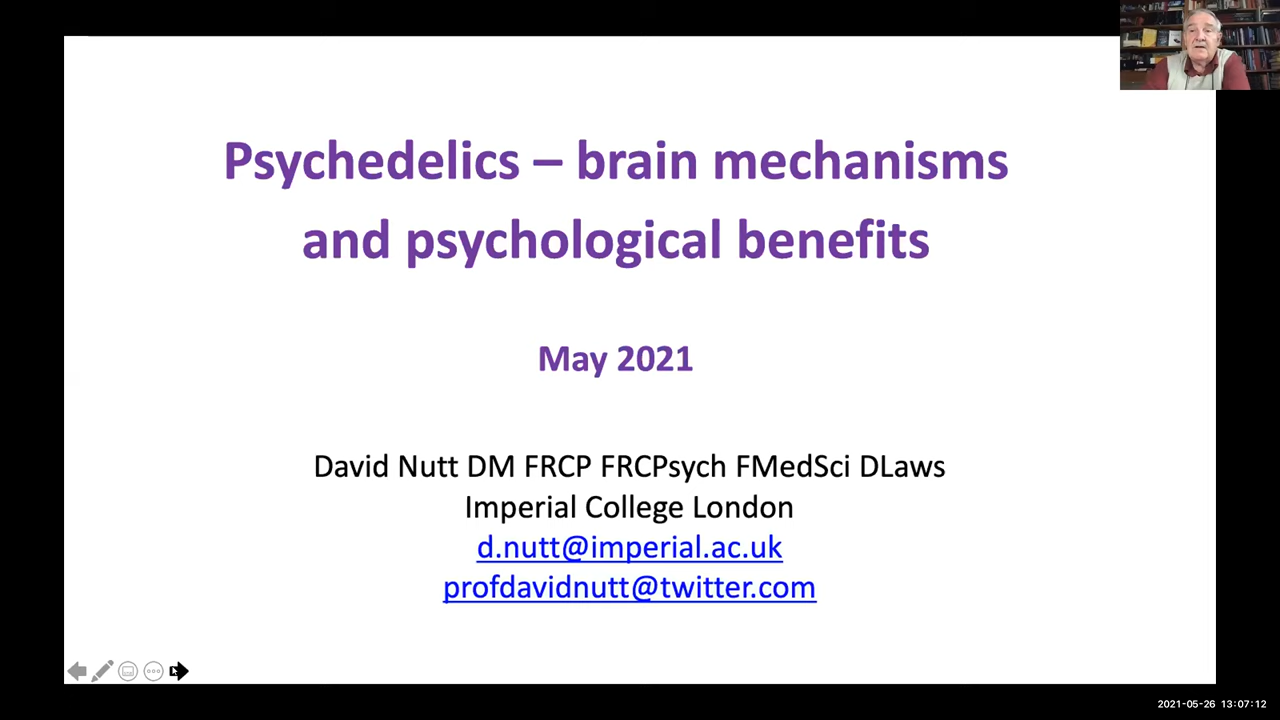 Psychedelics – brain mechanisms
and psychological benefits
May 2021
David Nutt DM FRCP FRCPsych FMedSci DLaws
Imperial College London
d.nutt@imperial.ac.uk
profdavidnutt@twitter.com
2021-05-26 13:07:12